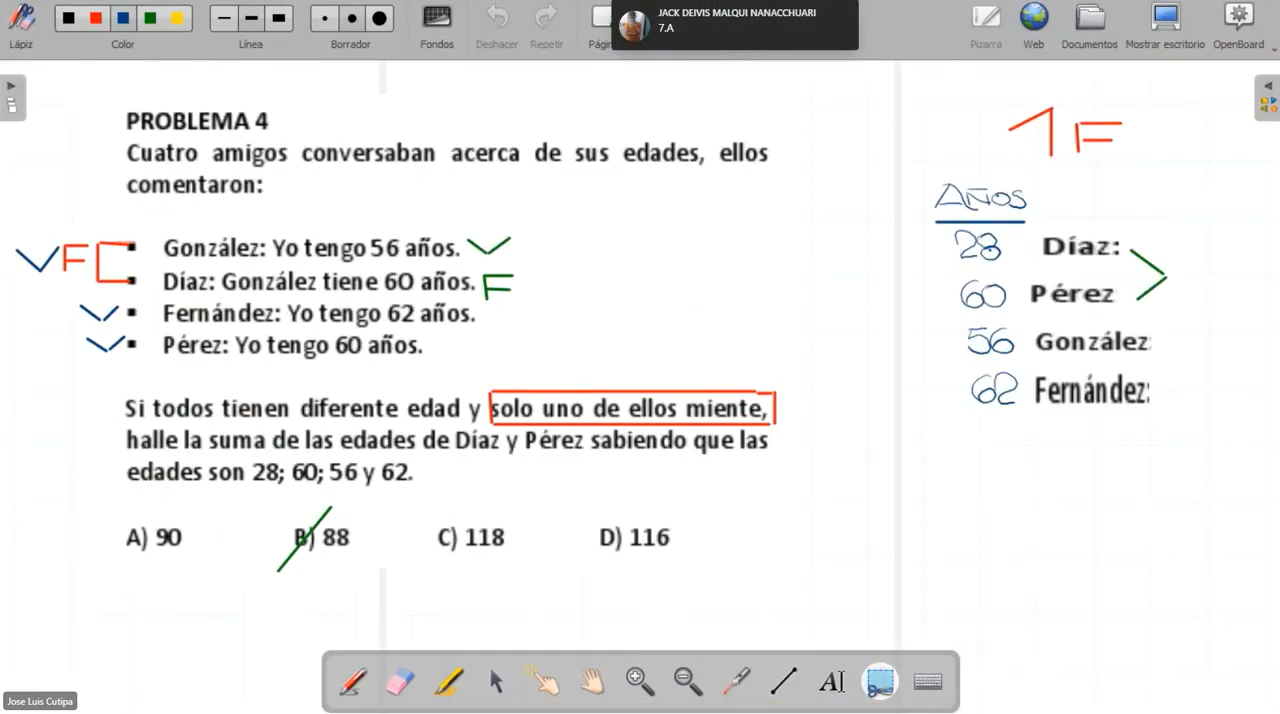 JACK DEIVIS MALQUI NANACCHUARI
7.A
Lápiz
Color
Línea
Borrador
Fondos
Deshacer
Repetir
Pizarra
Web
Documentos
Mostrar escritorio
OpenBoard
PROBLEMA 4
Cuatro amigos conversaban acerca de sus edades, ellos
comentaron:
V F ▪ González: Yo tengo 56 años. V
▪ Díaz: González tiene 60 años. F
V ▪ Fernández: Yo tengo 62 años.
V ▪ Pérez: Yo tengo 60 años.
Si todos tienen diferente edad y solo uno de ellos miente,
halle la suma de las edades de Díaz y Pérez sabiendo que las
edades son 28; 60; 56 y 62.
A) 90 B) 88 C) 118 D) 116
1 F
AÑOS
28 Díaz:
60 Pérez
56 González:
62 Fernández:
AI
Jose Luis Cutipa